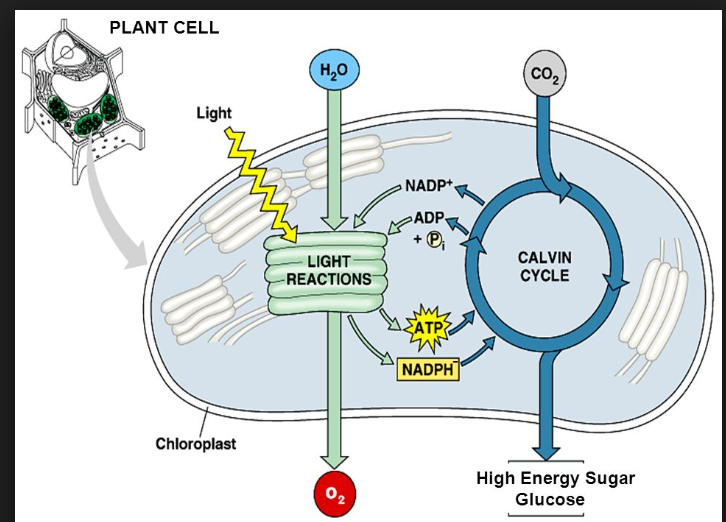 PLANT CELL
H₂O
CO₂
Light
NADP⁺
ADP
+ Pᵢ
LIGHT
REACTIONS
CALVIN
CYCLE
ATP
NADPH⁻
Chloroplast
O₂
High Energy Sugar
Glucose